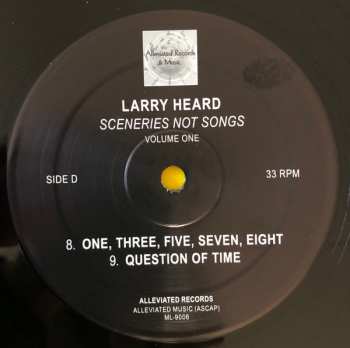 Alleviated Records
& Music
LARRY HEARD
SCENERIES NOT SONGS
VOLUME ONE
SIDE D
33 RPM
8. ONE, THREE, FIVE, SEVEN, EIGHT
9. QUESTION OF TIME
ALLEVIATED RECORDS
ALLEVIATED MUSIC (ASCAP)
ML-9006